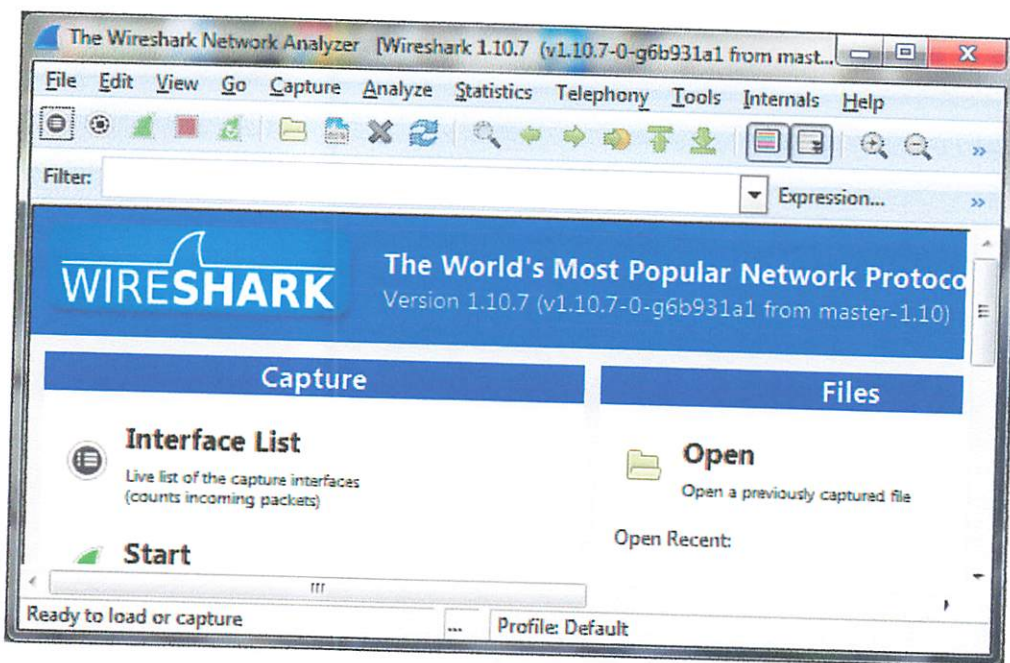 The Wireshark Network Analyzer [Wireshark 1.10.7 (v1.10.7-0-g6b931a1 from mast...
File Edit View Go Capture Analyze Statistics Telephony Tools Internals Help
Filter:
Expression...
WIRESHARK
The World's Most Popular Network Protoco
Version 1.10.7 (v1.10.7-0-g6b931a1 from master-1.10)
Capture
Interface List
Live list of the capture interfaces
(counts incoming packets)
Start
Files
Open
Open a previously captured file
Open Recent:
Ready to load or capture
... Profile: Default